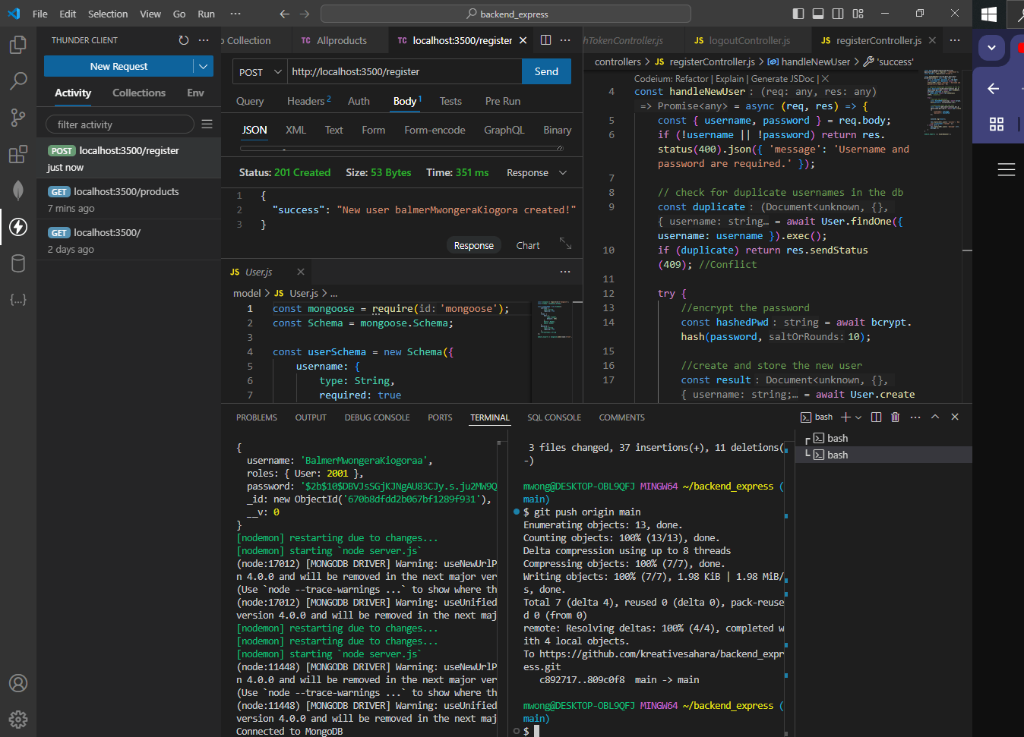 File Edit Selection View Go Run ···
backend_express
THUNDER CLIENT
New Request
Activity Collections Env
filter activity
POST localhost:3500/register
just now
GET localhost:3500/products
7 mins ago
GET localhost:3500/
2 days ago
Collection
TC Allproducts
TC localhost:3500/register
POST
http://localhost:3500/register
Send
Query Headers 2 Auth Body 1 Tests Pre Run
JSON XML Text Form Form-encode GraphQL Binary
Status: 201 Created Size: 53 Bytes Time: 351 ms Response
1 {
2 "success": "New user balmerMwongeraKiogora created!"
3 }
Response Chart
JS User.js
model > JS User.js > ...
1 const mongoose = require(id: 'mongoose');
2 const Schema = mongoose.Schema;
3
4 const userSchema = new Schema({
5 username: {
6 type: String,
7 required: true
hTokenController.js
JS logoutController.js
JS registerController.js
controllers > JS registerController.js > handleNewUser > 'success'
Codeium: Refactor | Explain | Generate JSDoc | X
4 const handleNewUser : (req: any, res: any)
=> Promise<any> = async (req, res) => {
5 const { username, password } = req.body;
6 if (!username || !password) return res.
status(400).json({ 'message': 'Username and
password are required.' });
7
8 // check for duplicate usernames in the db
9 const duplicate : (Document<unknown, {},
{ username: string… = await User.findOne({
username: username }).exec();
10 if (duplicate) return res.sendStatus
(409); //Conflict
11
12 try {
13 //encrypt the password
14 const hashedPwd : string = await bcrypt.
hash(password, saltOrRounds: 10);
15
16 //create and store the new user
17 const result : Document<unknown, {},
{ username: string;… = await User.create
PROBLEMS OUTPUT DEBUG CONSOLE PORTS TERMINAL SQL CONSOLE COMMENTS
bash
bash
bash
{
username: 'BalmerMwongeraKiogoraa',
roles: { User: 2001 },
password: '$2b$10$DBVJsSGjKJNgAU83CJy.s.ju2MW9Q
_id: new ObjectId('670b8dfdd2b067bf1289f931'),
__v: 0
}
[nodemon] restarting due to changes...
[nodemon] starting `node server.js`
(node:17012) [MONGODB DRIVER] Warning: useNewUrlP
n 4.0.0 and will be removed in the next major ver
(Use `node --trace-warnings ...` to show where th
(node:17012) [MONGODB DRIVER] Warning: useUnified
version 4.0.0 and will be removed in the next maj
[nodemon] restarting due to changes...
[nodemon] restarting due to changes...
[nodemon] starting `node server.js`
(node:11448) [MONGODB DRIVER] Warning: useNewUrlP
n 4.0.0 and will be removed in the next major ver
(Use `node --trace-warnings ...` to show where th
(node:11448) [MONGODB DRIVER] Warning: useUnified
version 4.0.0 and will be removed in the next maj
Connected to MongoDB
3 files changed, 37 insertions(+), 11 deletions(
-)
mwong@DESKTOP-OBL9QFJ MINGW64 ~/backend_express (
main)
$ git push origin main
Enumerating objects: 13, done.
Counting objects: 100% (13/13), done.
Delta compression using up to 8 threads
Compressing objects: 100% (7/7), done.
Writing objects: 100% (7/7), 1.98 KiB | 1.98 MiB/
s, done.
Total 7 (delta 4), reused 0 (delta 0), pack-reuse
d 0 (from 0)
remote: Resolving deltas: 100% (4/4), completed w
ith 4 local objects.
To https://github.com/kreativesahara/backend_expr
ess.git
c892717..809c0f8 main -> main
mwong@DESKTOP-OBL9QFJ MINGW64 ~/backend_express (
main)
$